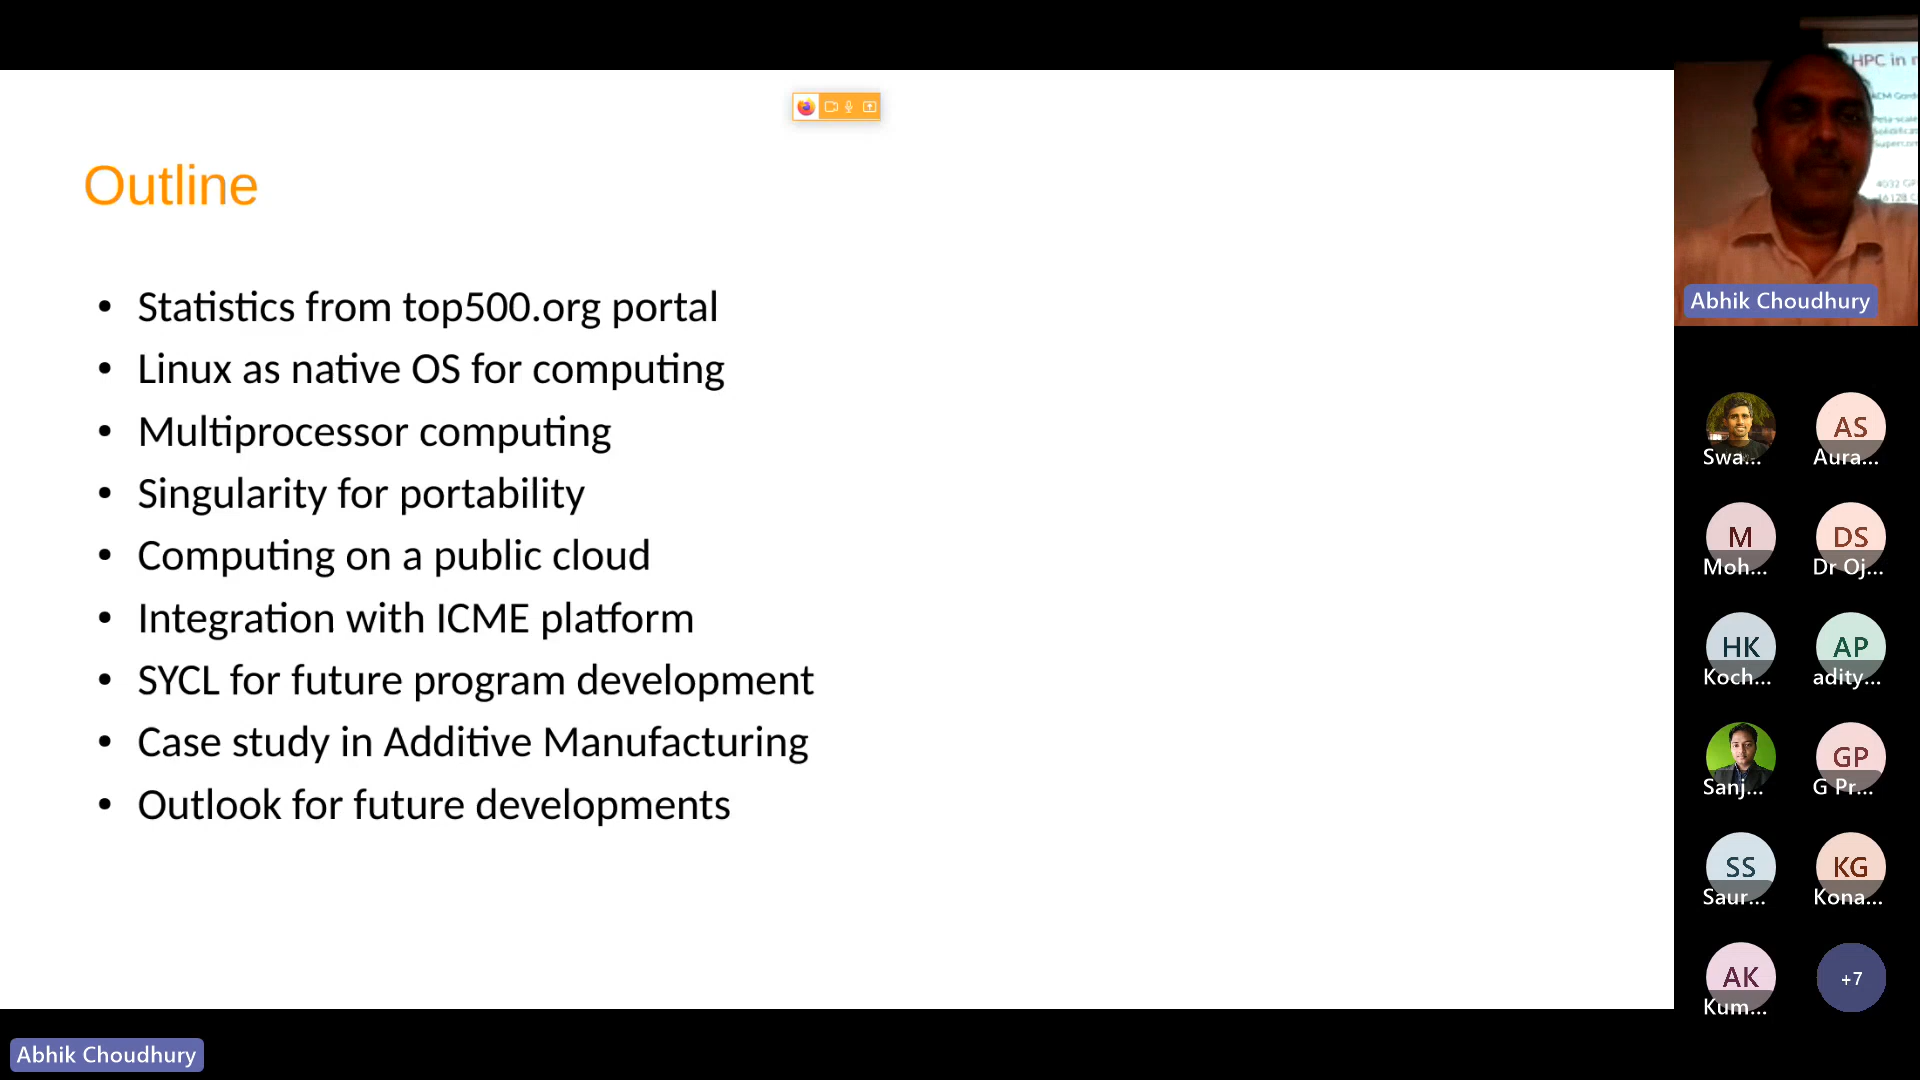 Outline
• Statistics from top500.org portal
• Linux as native OS for computing
• Multiprocessor computing
• Singularity for portability
• Computing on a public cloud
• Integration with ICME platform
• SYCL for future program development
• Case study in Additive Manufacturing
• Outlook for future developments
Abhik Choudhury
HPC in
Abhik Choudhury
Swa...
AS
Aura...
M
Moh...
DS
Dr Oj...
HK
Koch...
AP
adity...
Sanj...
GP
G Pr...
SS
Saur...
KG
Kona...
AK
Kum...
+7